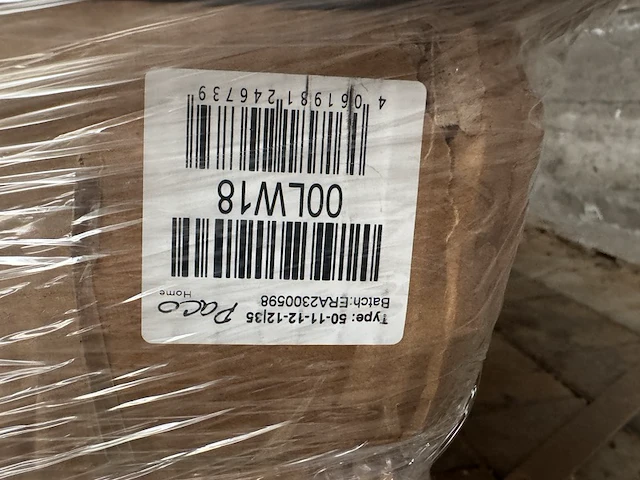 Type: 50-11-12-12|35
Batch:ERA2300598
Paco
Home
00LW18
4 061981 246739